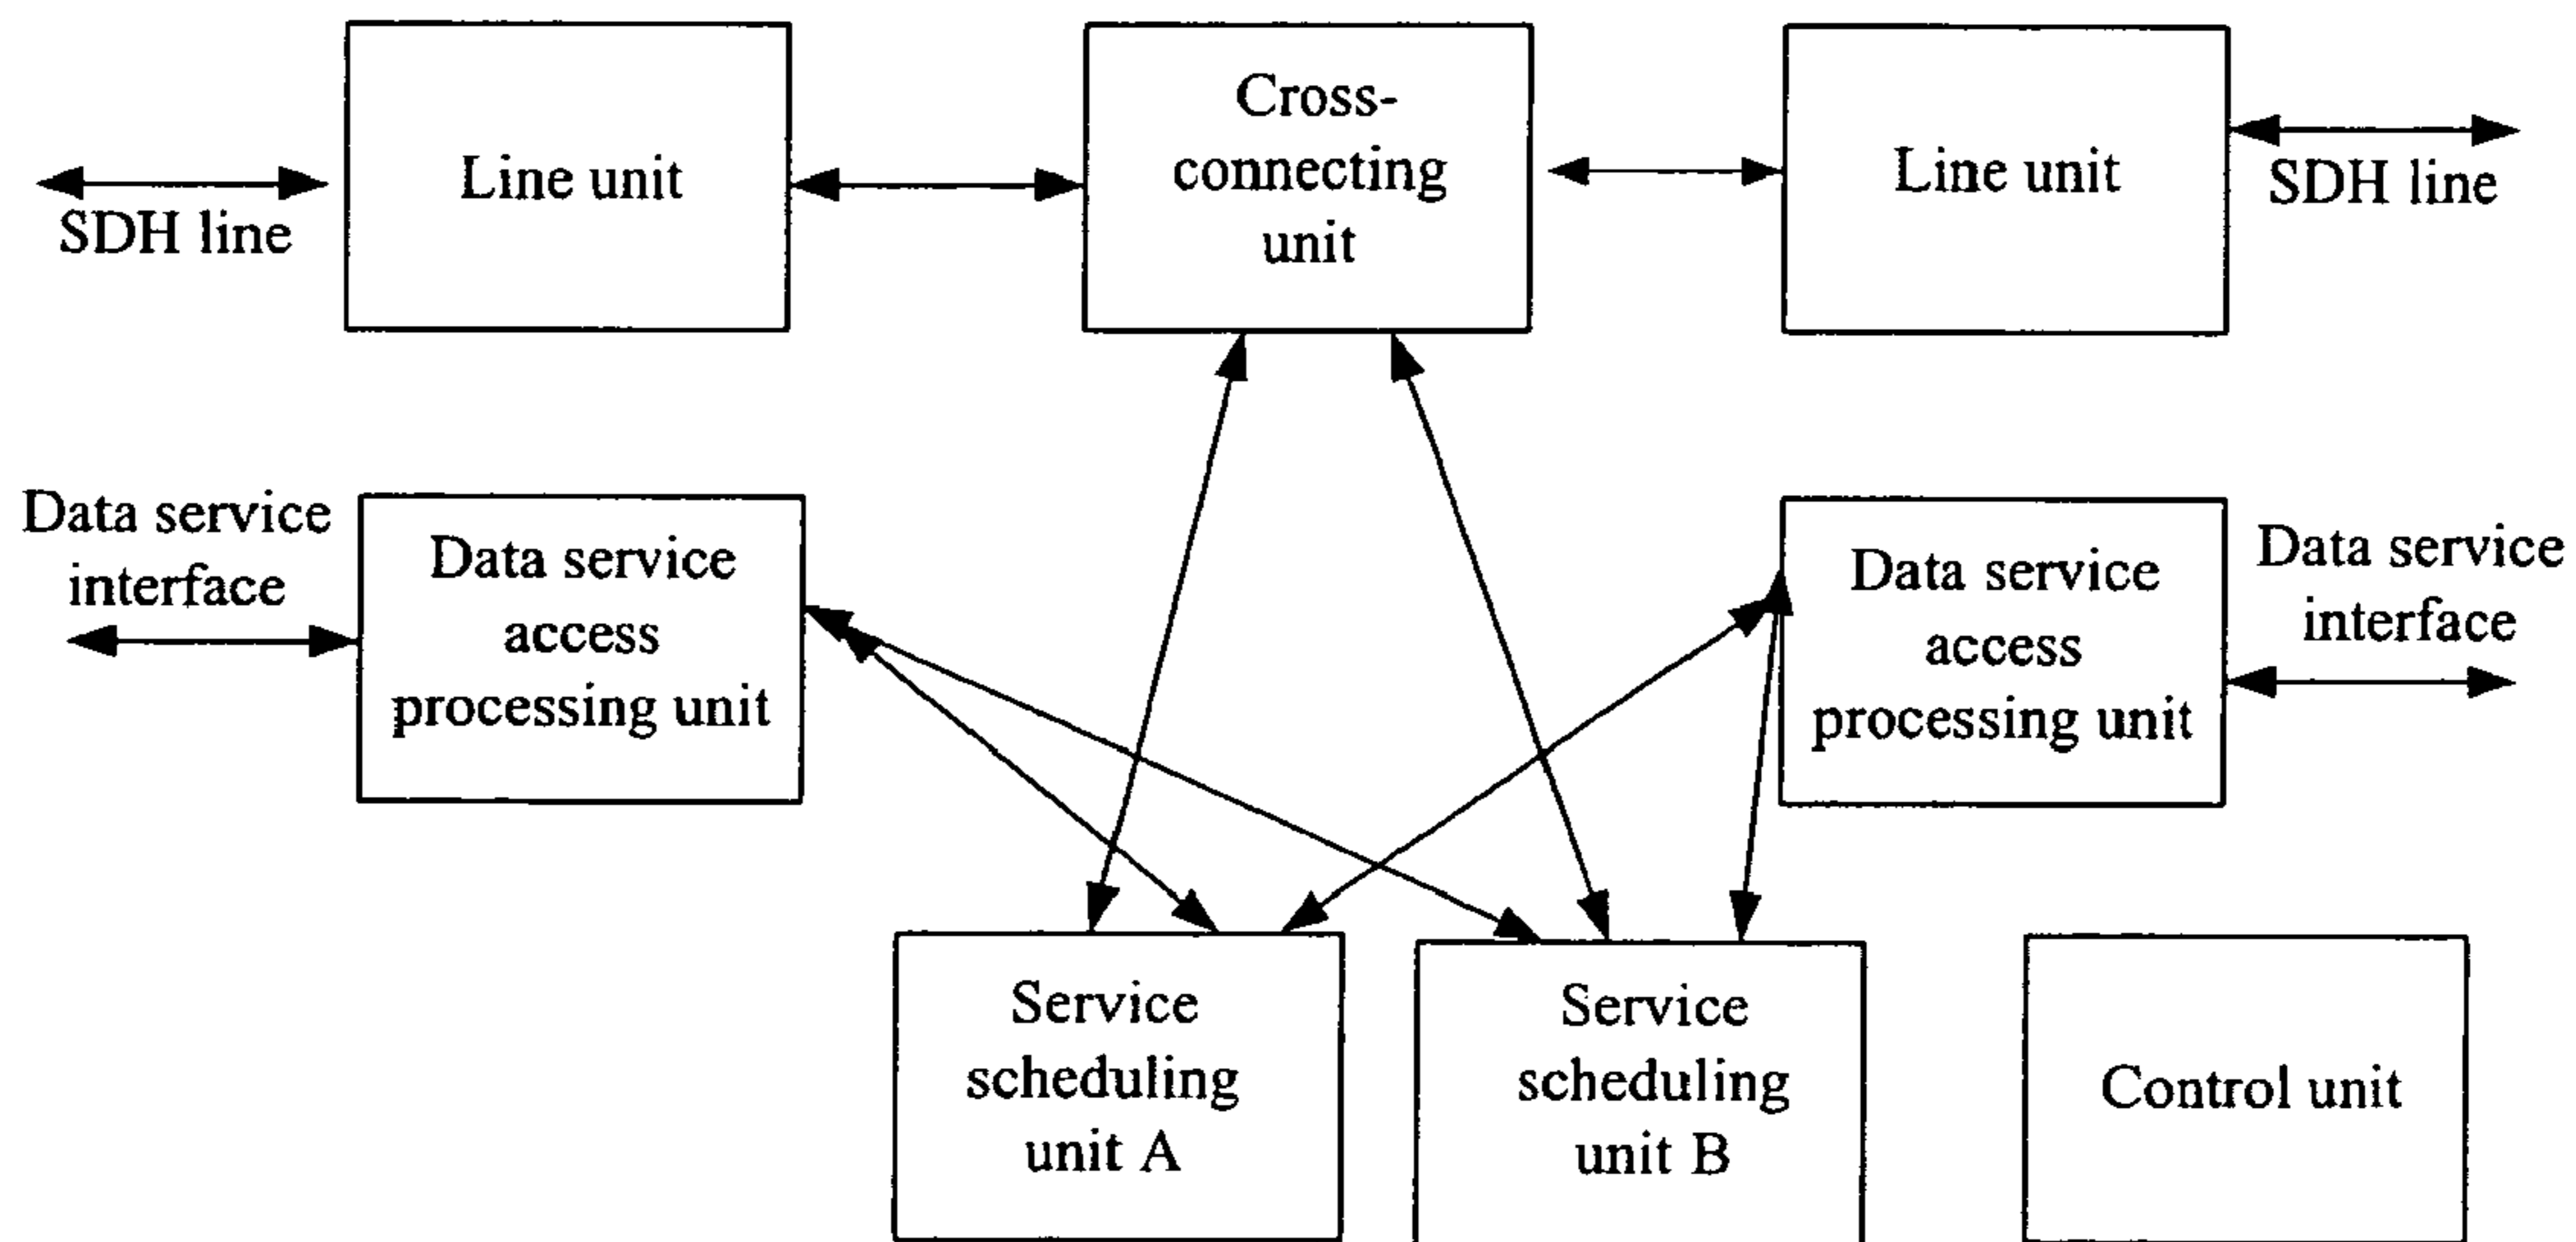 Line unit
Cross-
connecting
unit
Line unit
SDH line
SDH line
Data service
interface
Data service
access
processing unit
Data service
access
processing unit
Data service
interface
Service
scheduling
unit A
Service
scheduling
unit B
Control unit